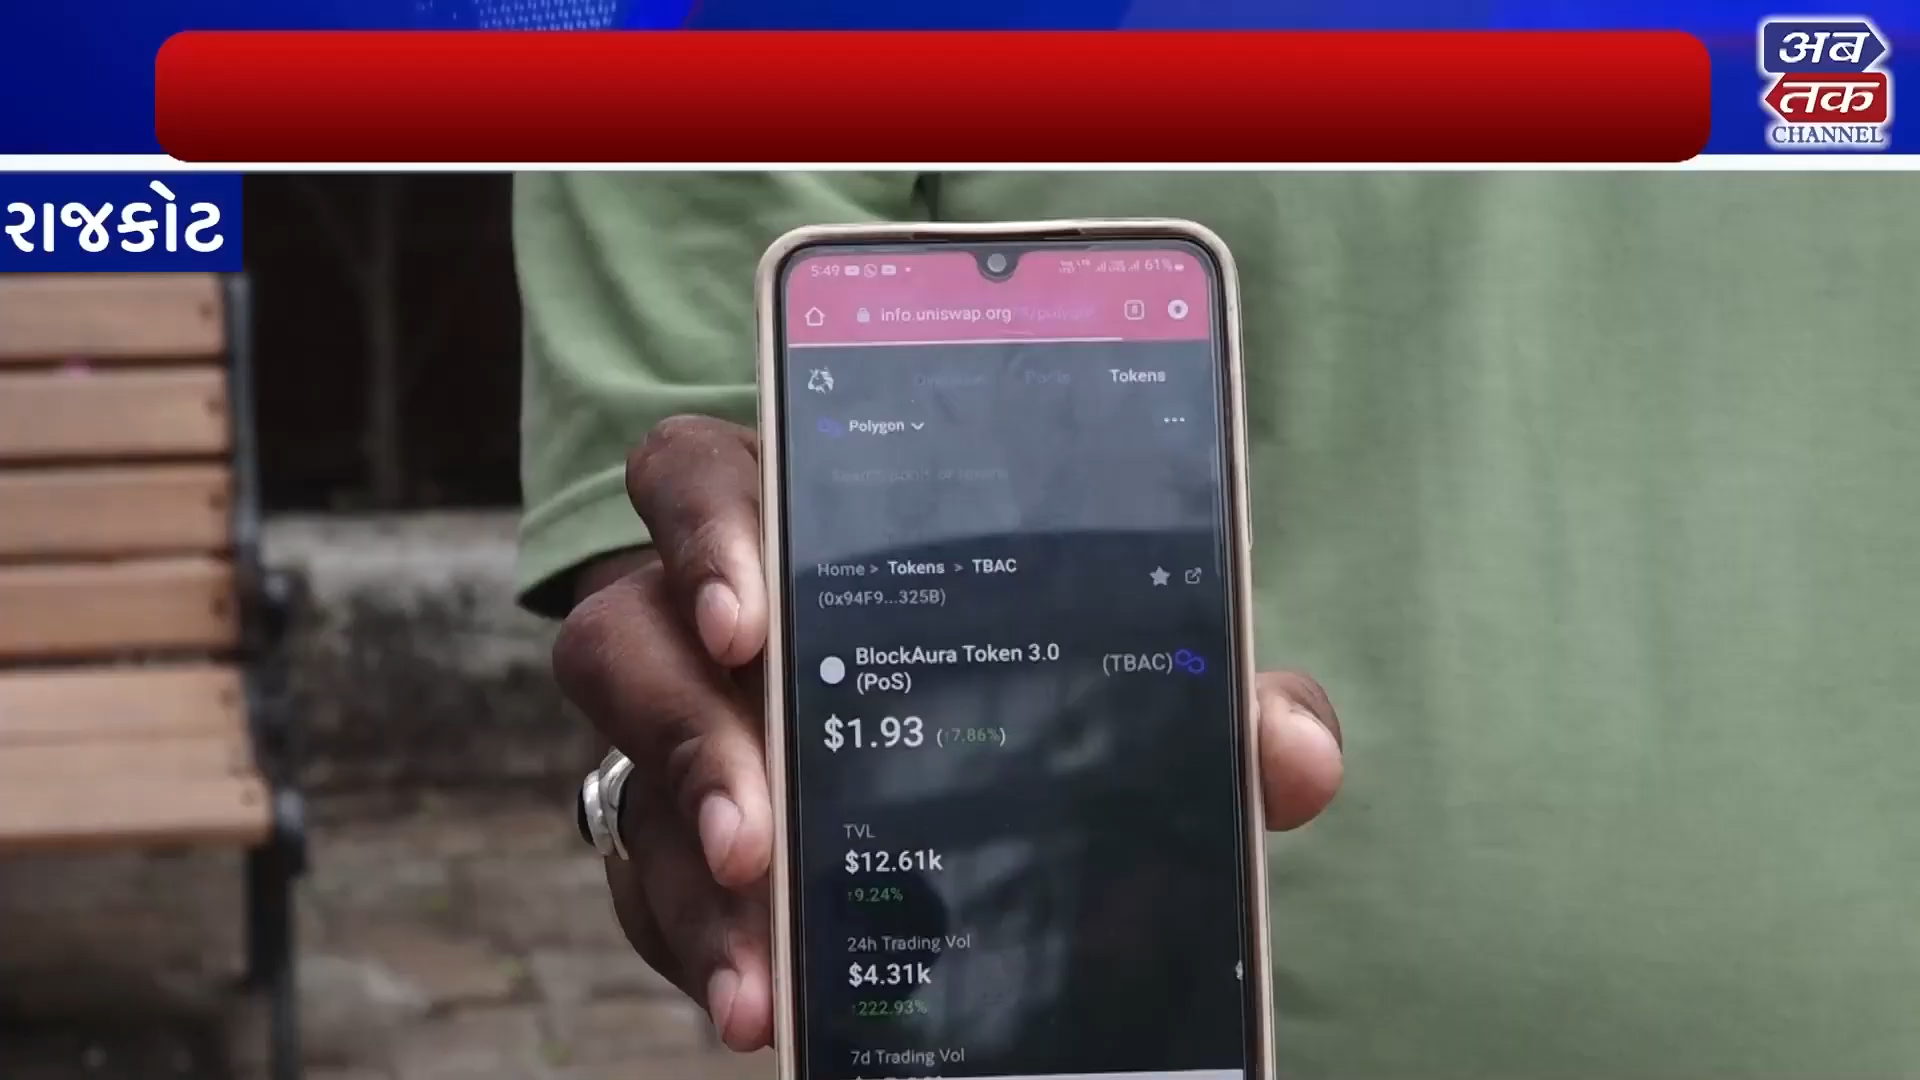 अब
तक
CHANNEL
રાજકોટ
5:49
61%
info.uniswap.org
Tokens
Polygon
Home > Tokens > TBAC
(0x94F9...325B)
BlockAura Token 3.0 (TBAC)
(PoS)
$1.93 (↑7.86%)
TVL
$12.61k
↑9.24%
24h Trading Vol
$4.31k
↑222.93%
7d Trading Vol